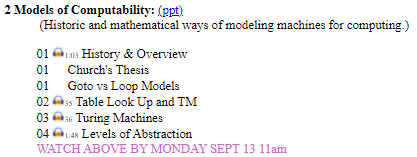 2 Models of Computability: (ppt)
(Historic and mathematical ways of modeling machines for computing.)
01 1:03 History & Overview
01 Church's Thesis
01 Goto vs Loop Models
02 35 Table Look Up and TM
03 36 Turing Machines
04 1:48 Levels of Abstraction
WATCH ABOVE BY MONDAY SEPT 13 11am